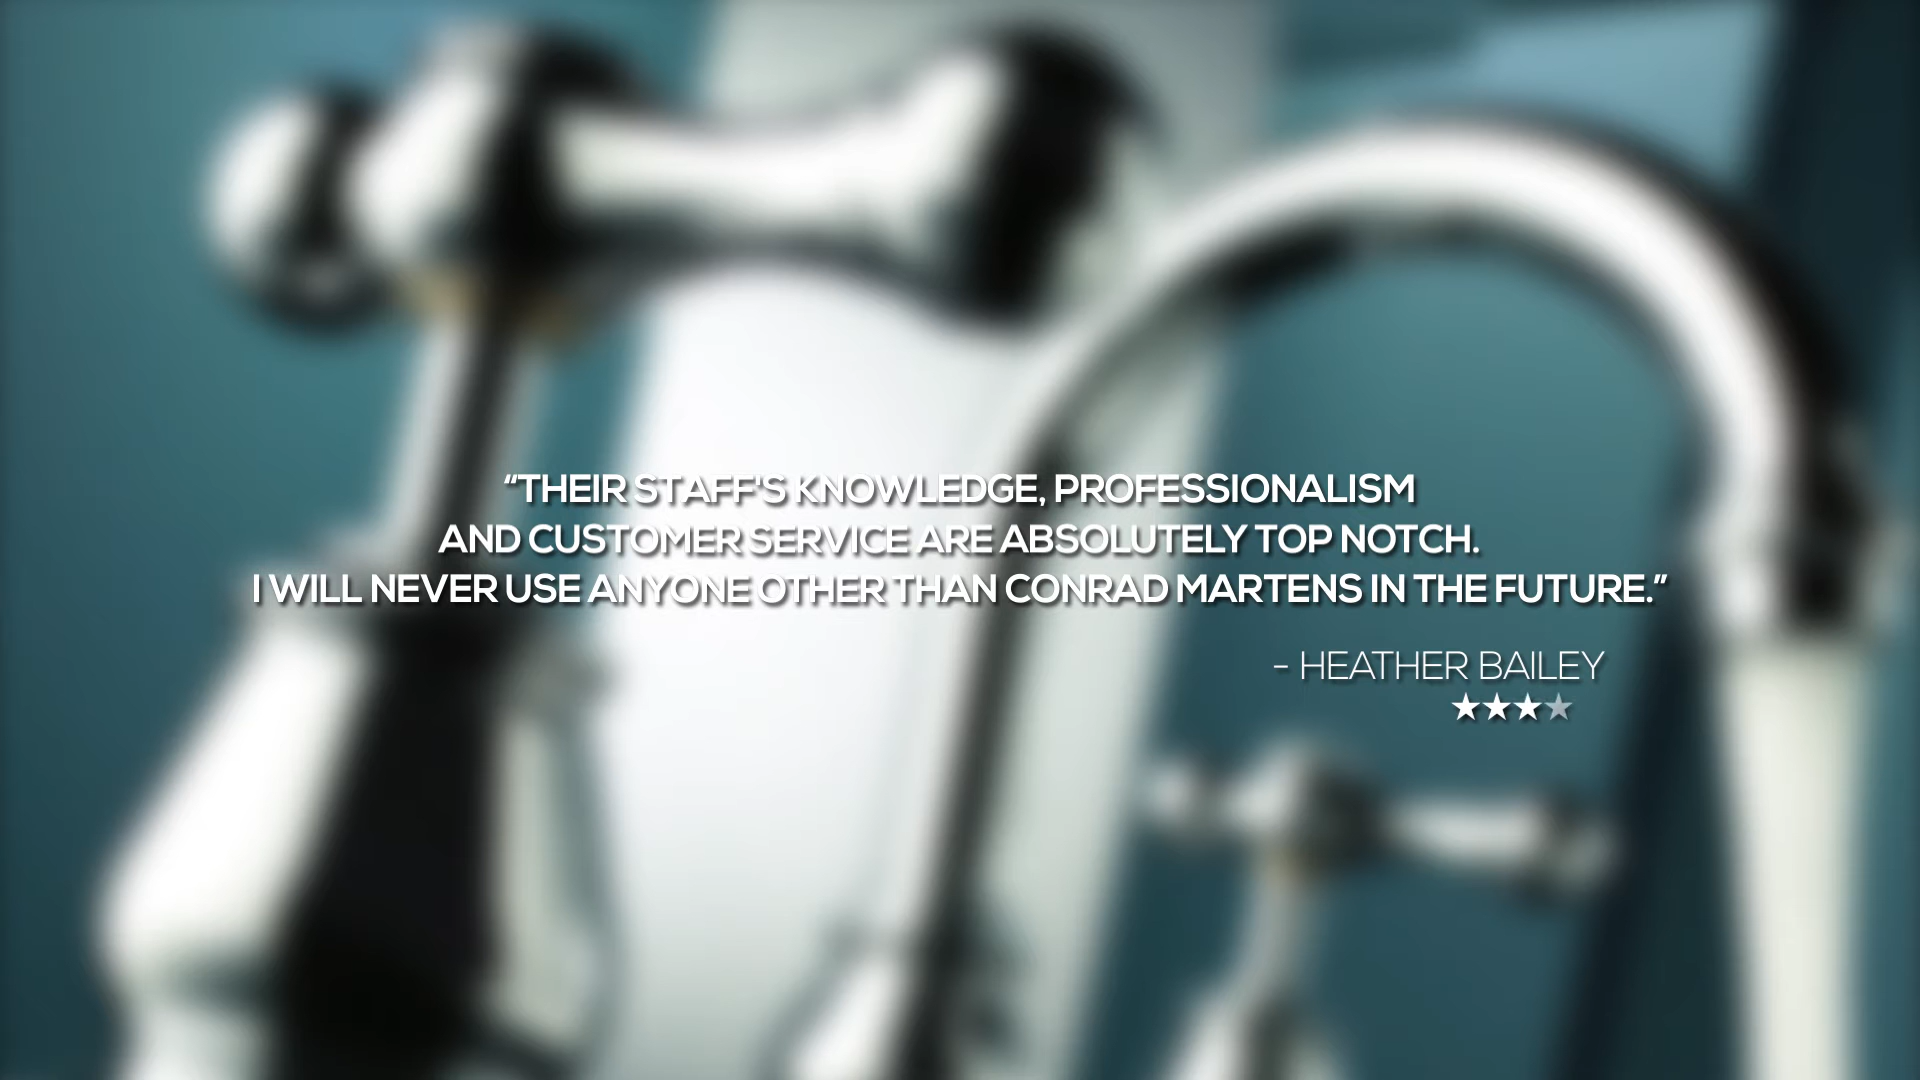 “THEIR STAFF'S KNOWLEDGE, PROFESSIONALISM
AND CUSTOMER SERVICE ARE ABSOLUTELY TOP NOTCH.
I WILL NEVER USE ANYONE OTHER THAN CONRAD MARTENS IN THE FUTURE.”
- HEATHER BAILEY
★★★★